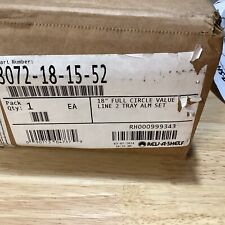 Part Number:
3072-18-15-52
Pack
Qty: 1 EA
18" FULL CIRCLE VALUE
LINE 2 TRAY ALM SET
RH000999343
REV-A-SHELF